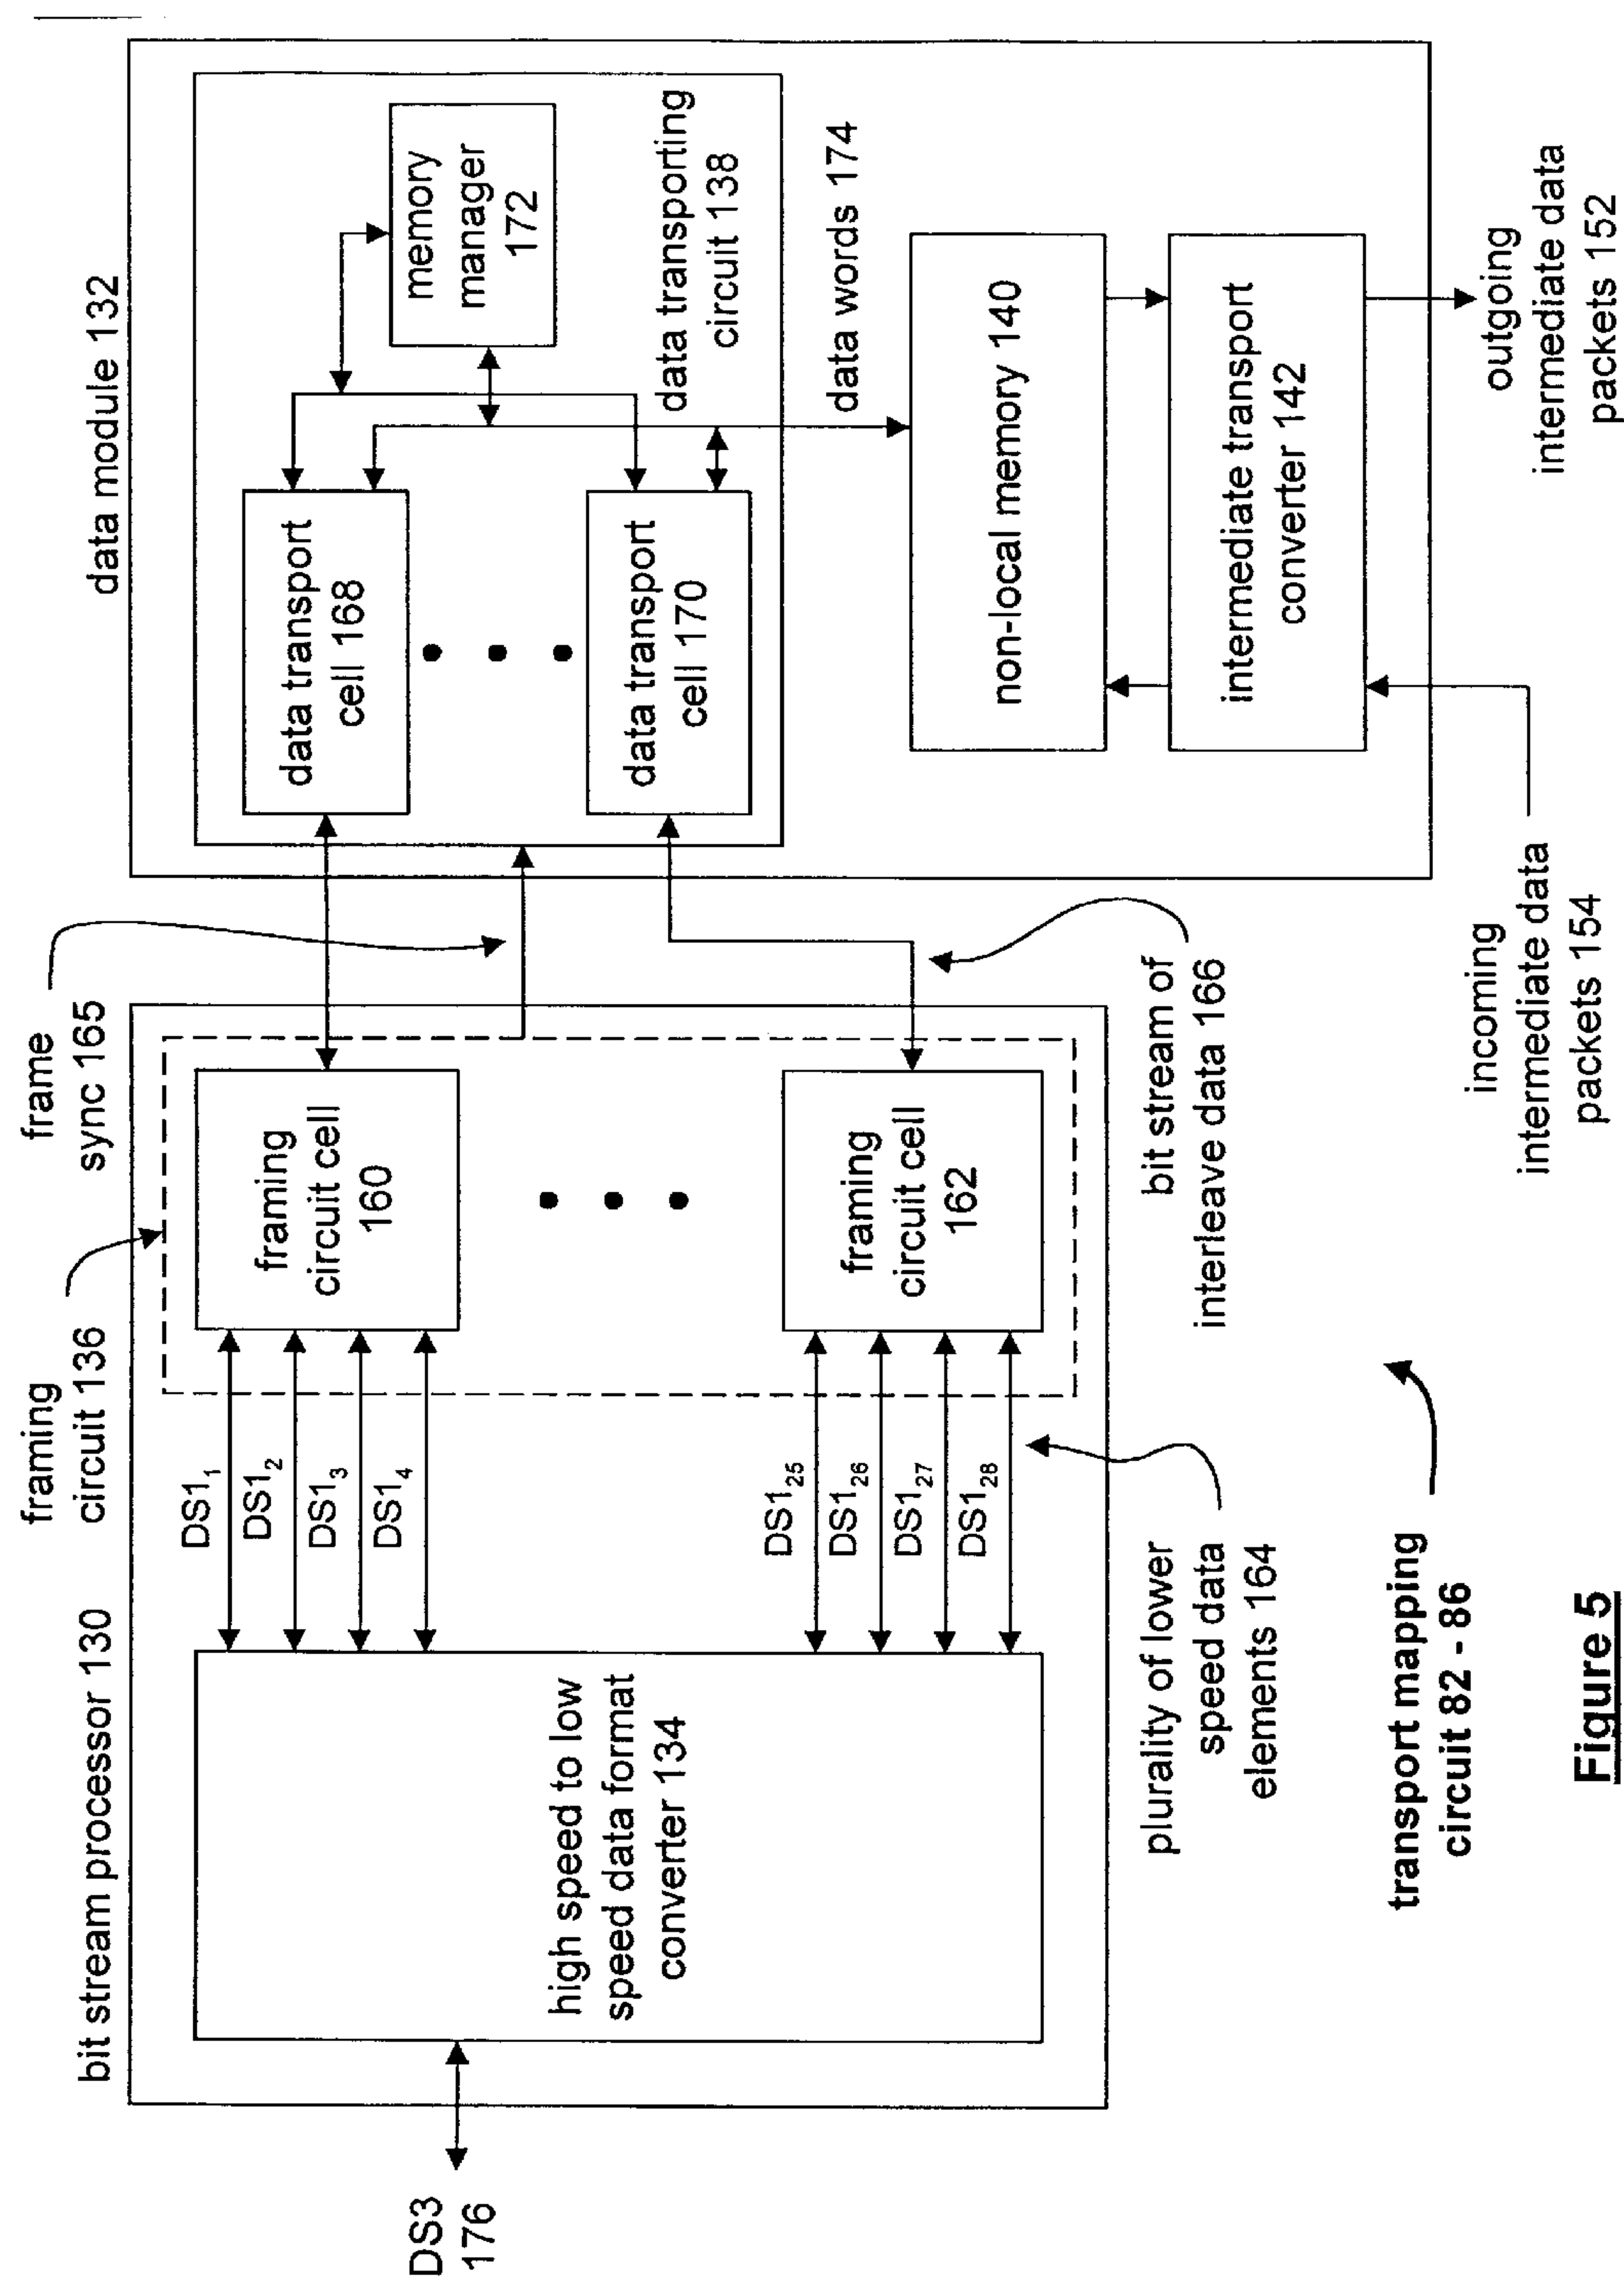 bit stream processor 130
framing
circuit 136
frame
sync 165
data module 132
DS3
176
high speed to low
speed data format
converter 134
DS1₁
DS1₂
DS1₃
DS1₄
DS1₂₅
DS1₂₆
DS1₂₇
DS1₂₈
framing
circuit cell
160
framing
circuit cell
162
data transport
cell 168
data transport
cell 170
memory
manager
172
data transporting
circuit 138
data words 174
non-local memory 140
intermediate transport
converter 142
plurality of lower
speed data
elements 164
bit stream of
interleave data 166
incoming
intermediate data
packets 154
outgoing
intermediate data
packets 152
transport mapping
circuit 82 - 86
Figure 5